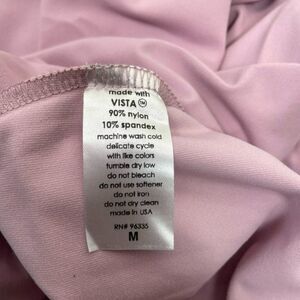 made with
VISTA™
90% nylon
10% spandex
machine wash cold
delicate cycle
with like colors
tumble dry low
do not bleach
do not use softener
do not iron
do not dry clean
made in USA
RN# 96335
M